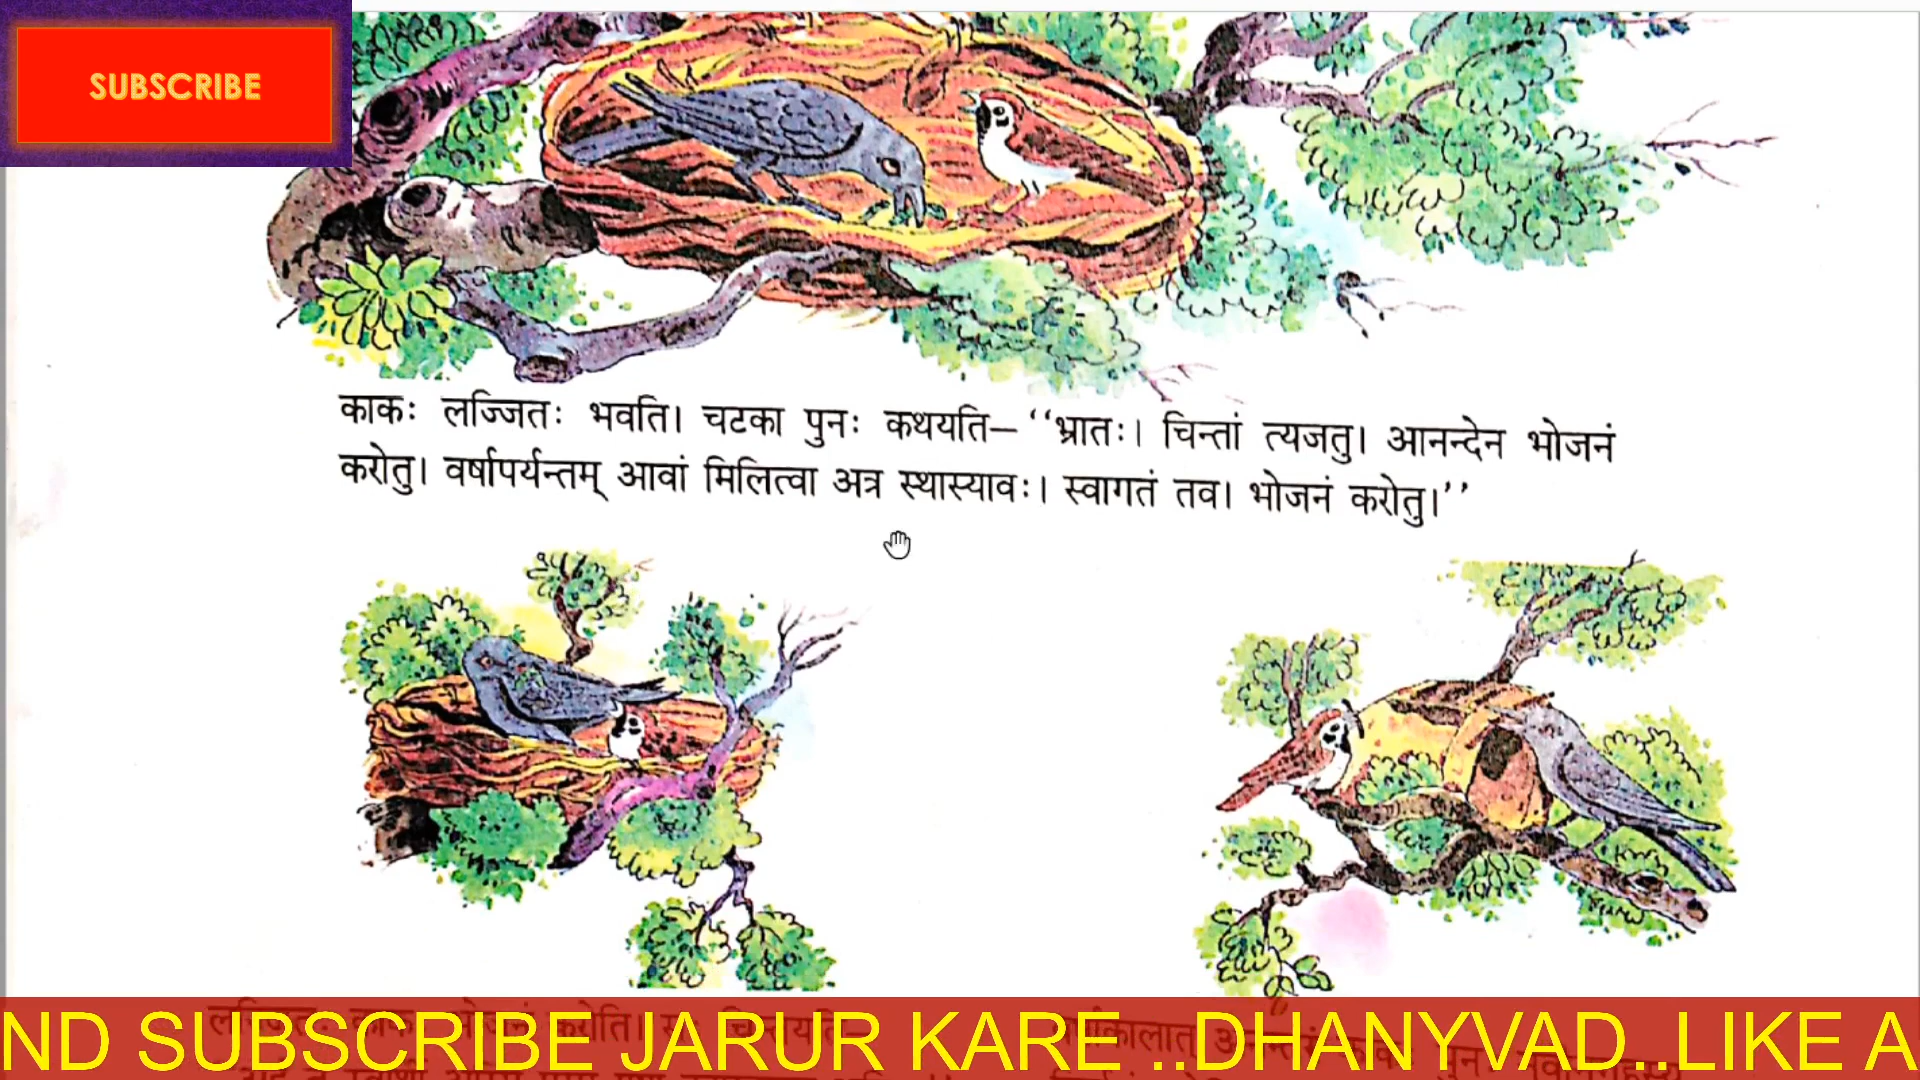 SUBSCRIBE
काकः लज्जितः भवति। चटका पुनः कथयति– “भ्रातः। चिन्तां त्यजतु। आनन्देन भोजनं
करोतु। वर्षापर्यन्तम् आवां मिलित्वा अत्र स्थास्यावः। स्वागतं तव। भोजनं करोतु।”
ND SUBSCRIBE JARUR KARE ..DHANYVAD..LIKE A